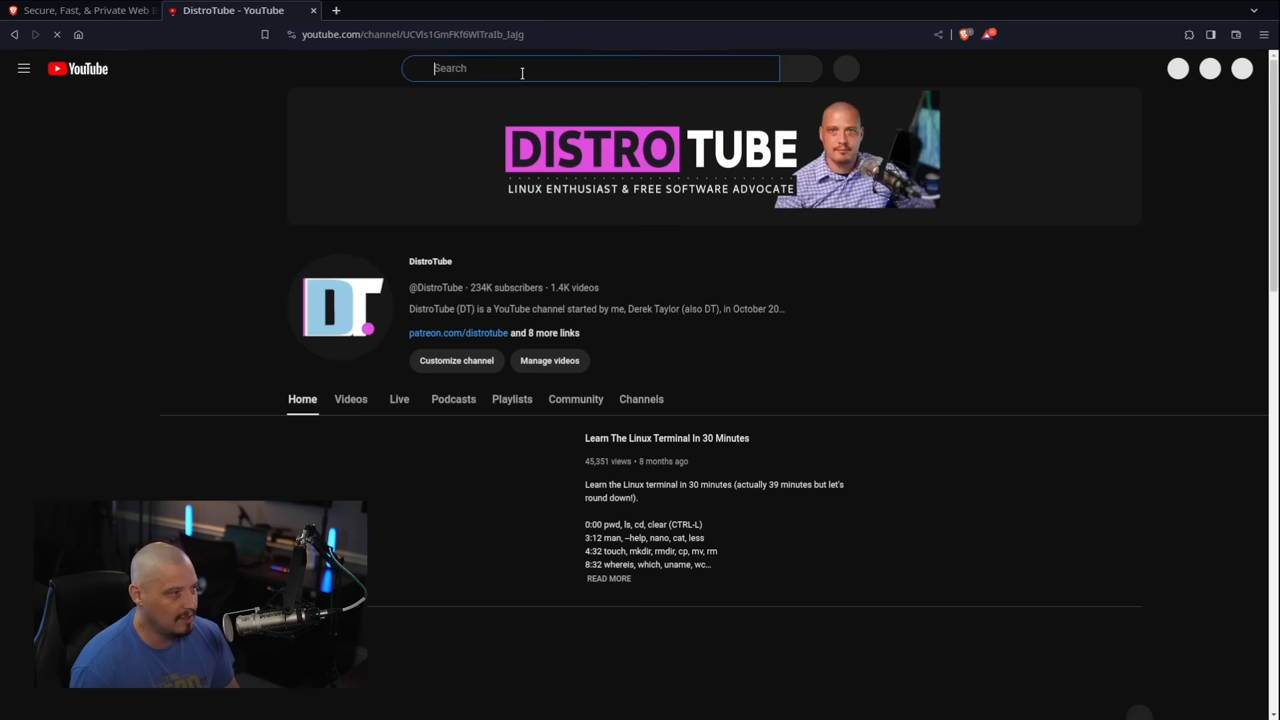 Secure, Fast, & Private Web B
DistroTube - YouTube
youtube.com/channel/UCVls1GmFKf6WlTraIb_IaJg
YouTube
Search
DISTRO TUBE
LINUX ENTHUSIAST & FREE SOFTWARE ADVOCATE
DT.
DistroTube
@DistroTube · 234K subscribers · 1.4K videos
DistroTube (DT) is a YouTube channel started by me, Derek Taylor (also DT), in October 20...
patreon.com/distrotube and 8 more links
Customize channel
Manage videos
Home
Videos
Live
Podcasts
Playlists
Community
Channels
Learn The Linux Terminal In 30 Minutes
45,351 views • 8 months ago
Learn the Linux terminal in 30 minutes (actually 39 minutes but let's
round down!).
0:00 pwd, ls, cd, clear (CTRL-L)
3:12 man, --help, nano, cat, less
4:32 touch, mkdir, rmdir, cp, mv, rm
8:32 whereis, which, uname, wc...
READ MORE